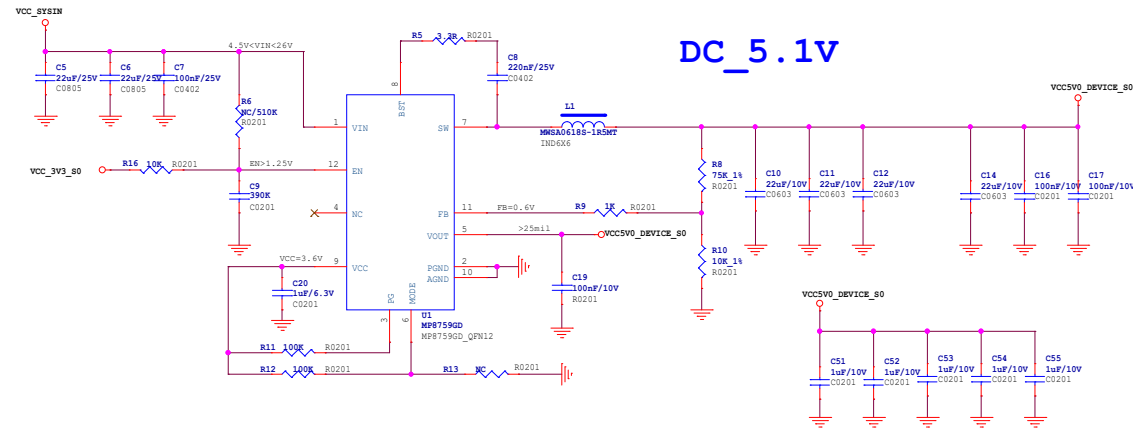 VCC_SYSIN
DC_5.1V
4.5V<VIN<26V
R5
3.3R
R0201
C8
220nF/25V
C0402
C5
22uF/25V
C0805
C6
22uF/25V
C0805
C7
100nF/25V
C0402
R6
NC/510K
R0201
8
BST
1
VIN
SW
7
L1
MWSA0618S-1R5MT
IND6X6
VCC5V0_DEVICE_S0
VCC_3V3_S0
R16
10K
R0201
EN>1.25V
12
EN
C9
390K
C0201
4
NC
FB
11
FB=0.6V
R9
1K
R0201
R8
75K_1%
R0201
C10
22uF/10V
C0603
C11
22uF/10V
C0603
C12
22uF/10V
C0603
C14
22uF/10V
C0603
C16
100nF/10V
C0201
C17
100nF/10V
C0201
VOUT
5
>25mil
VCC5V0_DEVICE_S0
R10
10K_1%
R0201
VCC=3.6V
9
VCC
PGND
2
AGND
10
C20
1uF/6.3V
C0201
C19
100nF/10V
R0201
PG
MODE
3
6
U1
MP8759GD
MP8759GD_QFN12
R11
100K
R0201
R12
100K
R0201
R13
NC
R0201
VCC5V0_DEVICE_S0
C51
1uF/10V
C0201
C52
1uF/10V
C0201
C53
1uF/10V
C0201
C54
1uF/10V
C0201
C55
1uF/10V
C0201